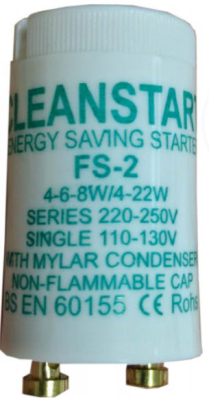 CLEANSTART
ENERGY SAVING STARTE
FS-2
4-6-8W/4-22W
SERIES 220-250V
SINGLE 110-130V
WITH MYLAR CONDENSER
NON-FLAMMABLE CAP
BS EN 60155 CE Rohs